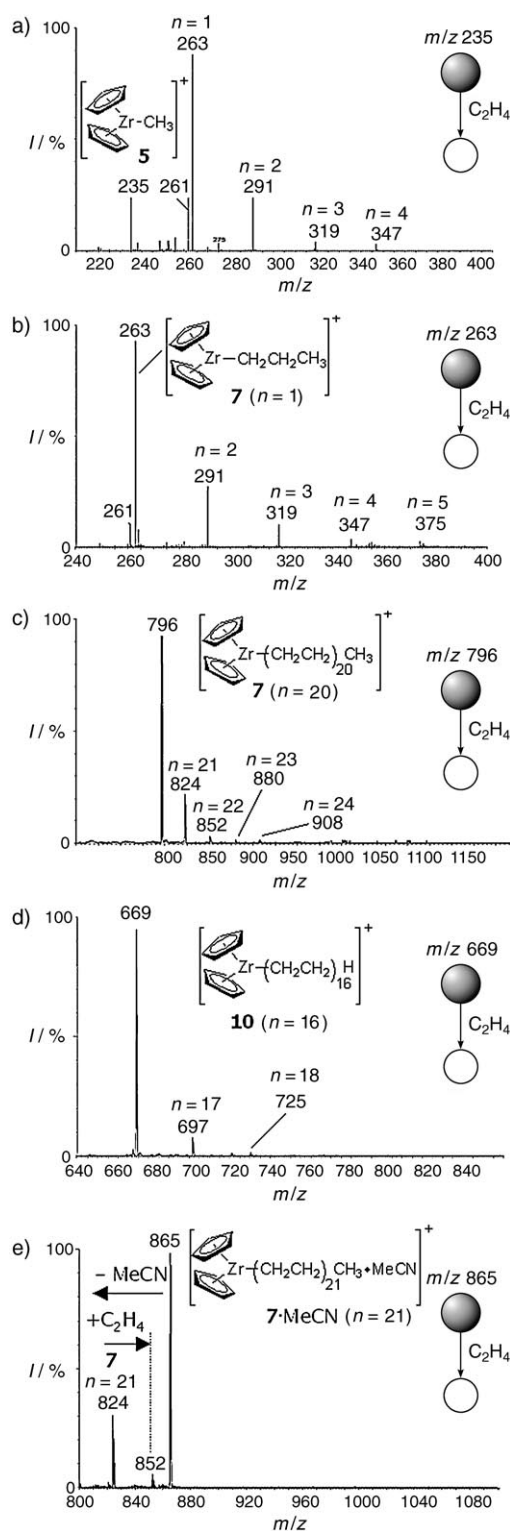 a)
n = 1
100
263
m/z 235
+
Zr-CH3
C2H4
5
I / %
n = 2
235
261
291
n = 3
n = 4
319
347
275
0
220 240 260 280 300 320 340 360 380 400
m/z
b)
100
263
+
m/z 263
Zr-CH2CH2CH3
7 (n = 1)
C2H4
I / %
n = 2
291
n = 3
n = 4
n = 5
261
319
347
375
0
240 260 280 300 320 340 360 380 400
m/z
c)
100
796
+
m/z 796
Zr-(CH2CH2)20CH3
7 (n = 20)
C2H4
I / %
n = 21
n = 23
824
880
n = 22
n = 24
852
908
0
800 850 900 950 1000 1050 1100 1150
m/z
d)
100
669
+
m/z 669
Zr-(CH2CH2)16H
10 (n = 16)
C2H4
I / %
n = 18
n = 17
725
697
0
640 660 680 700 720 740 760 780 800 820 840
m/z
e)
100
865
+
m/z 865
– MeCN
Zr-(CH2CH2)21CH3•MeCN
+C2H4
7·MeCN (n = 21)
C2H4
7
I / %
n = 21
824
852
0
800 840 880 920 960 1000 1040 1080
m/z